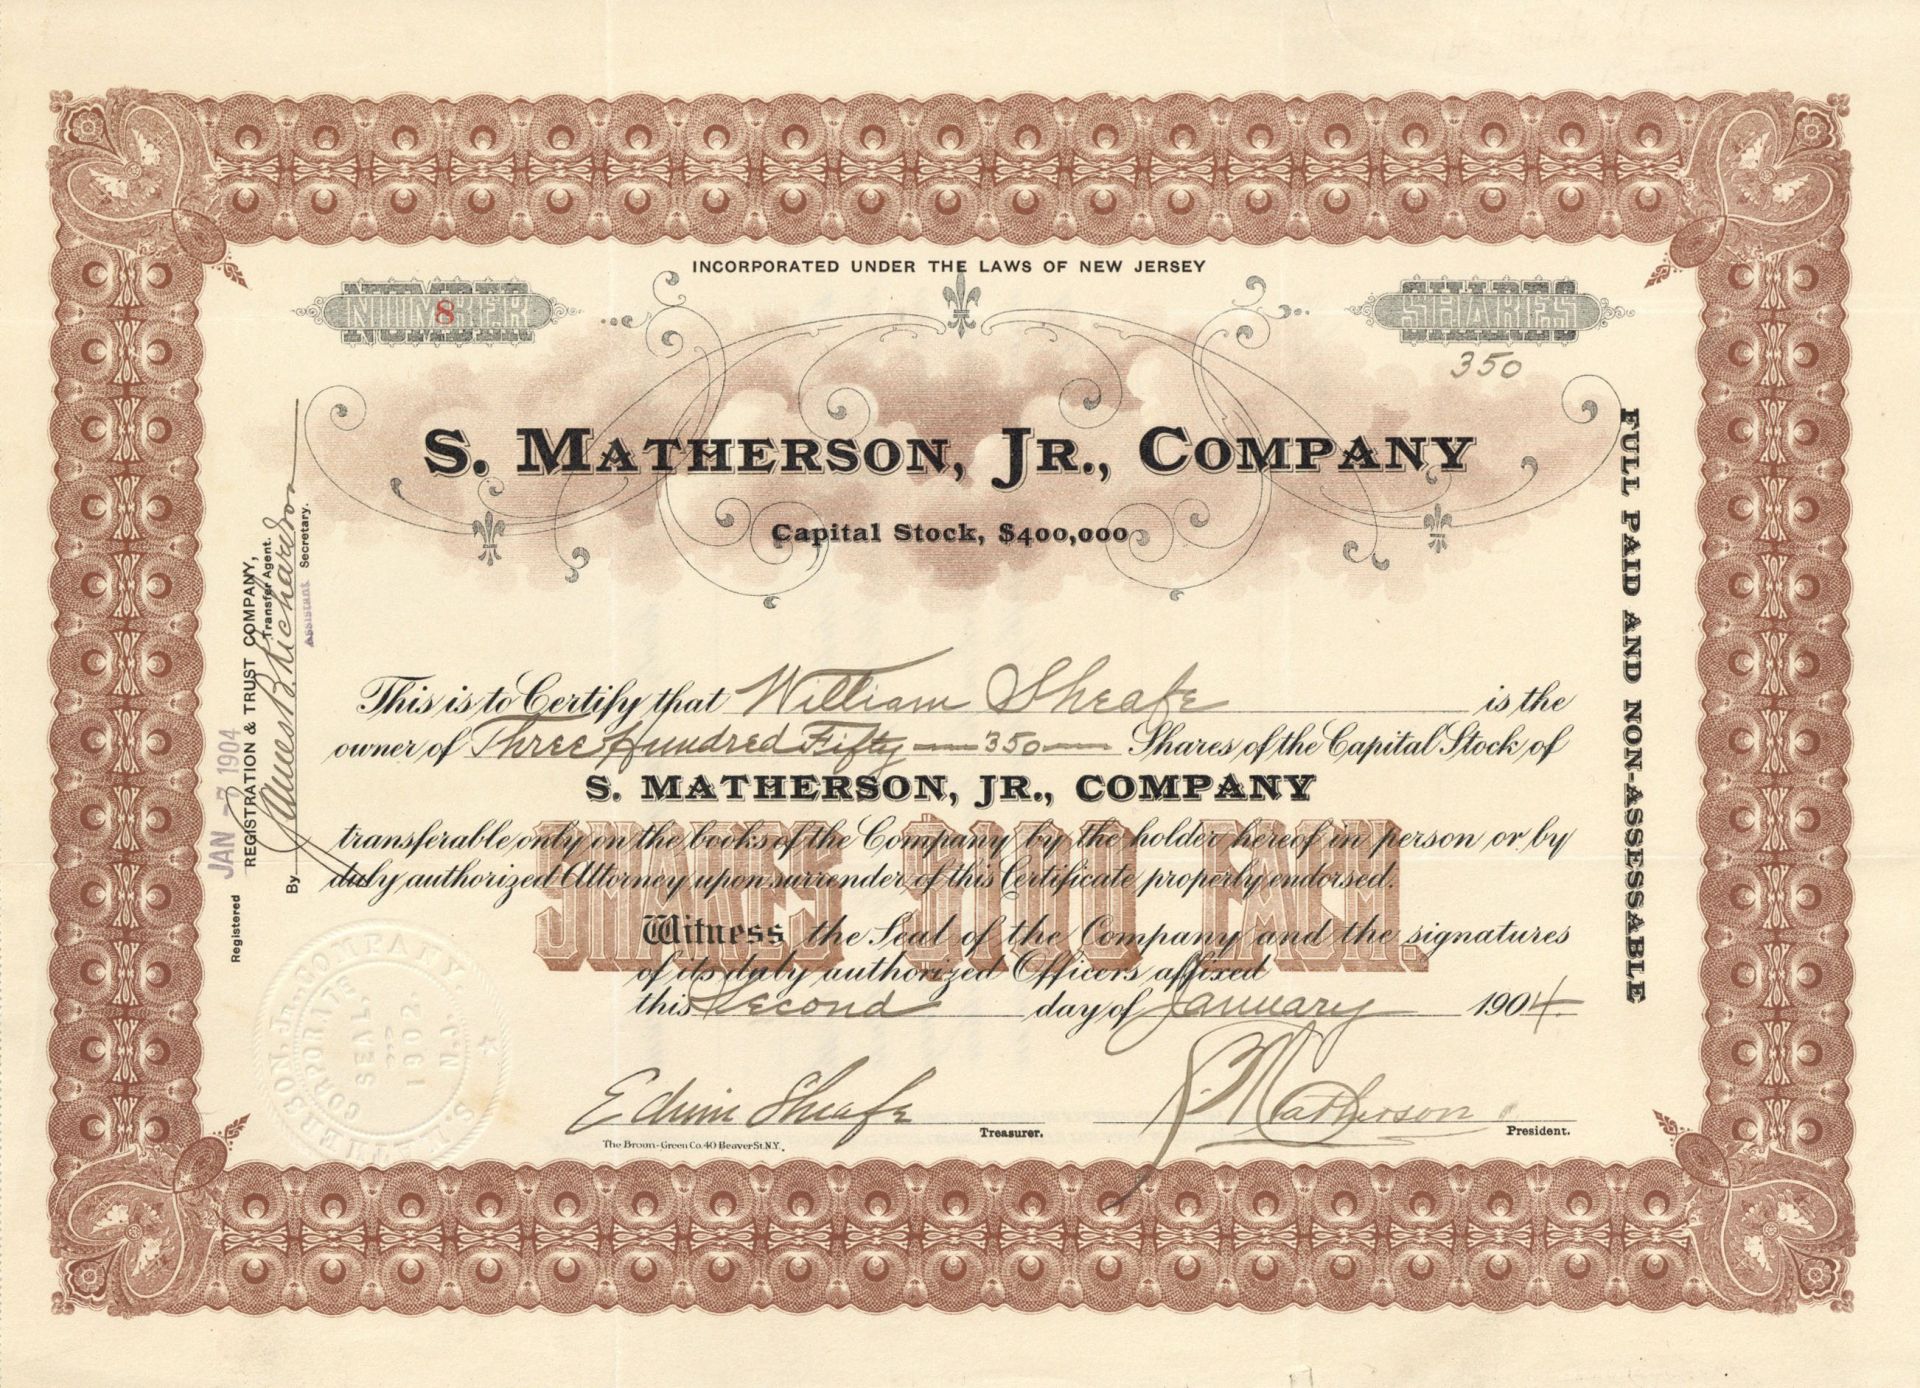 INCORPORATED UNDER THE LAWS OF NEW JERSEY
NUMBER
8
SHARES
350
S. MATHERSON, JR., COMPANY
Capital Stock, $400,000
This is to Certify that William Sheafe is the
owner of Three Hundred Fifty — 350 — Shares of the Capital Stock of
S. MATHERSON, JR., COMPANY
transferable only on the books of the Company by the holder hereof in person or by
duly authorized Attorney upon surrender of this Certificate properly endorsed.
SHARES $100 EACH.
Witness the Seal of the Company and the signatures
of its duly authorized Officers affixed
this Second day of January 1904.
Edwin Sheafe Treasurer.
S. Matherson President.
The Broun-Green Co. 40 Beaver St. N.Y.
FULL PAID AND NON-ASSESSABLE
Registered JAN -7 1904
REGISTRATION & TRUST COMPANY,
Transfer Agent.
By James B. Richardson
Assistant Secretary.
S. MATHERSON, Jr. COMPANY. N.J.
CORPORATE
SEAL
1902